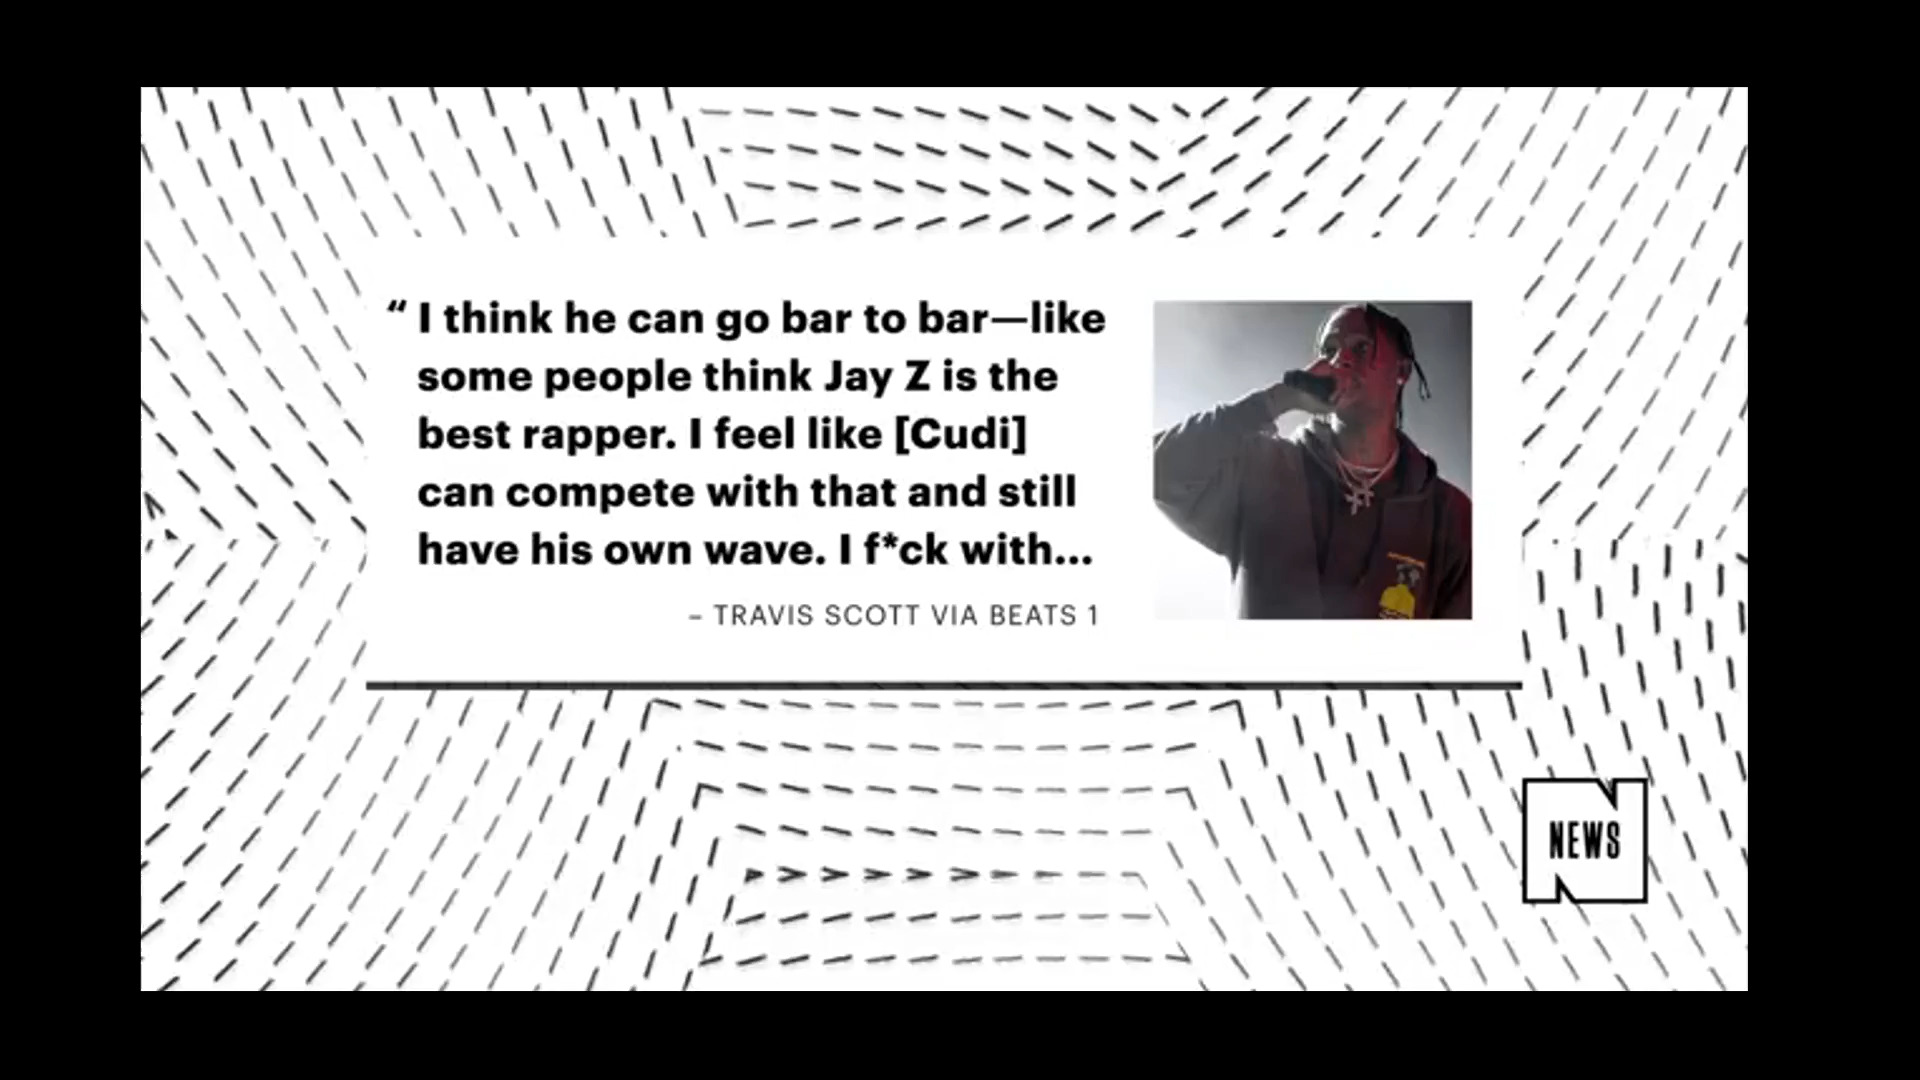 “ I think he can go bar to bar—like
some people think Jay Z is the
best rapper. I feel like [Cudi]
can compete with that and still
have his own wave. I f*ck with...
– TRAVIS SCOTT VIA BEATS 1
NEWS